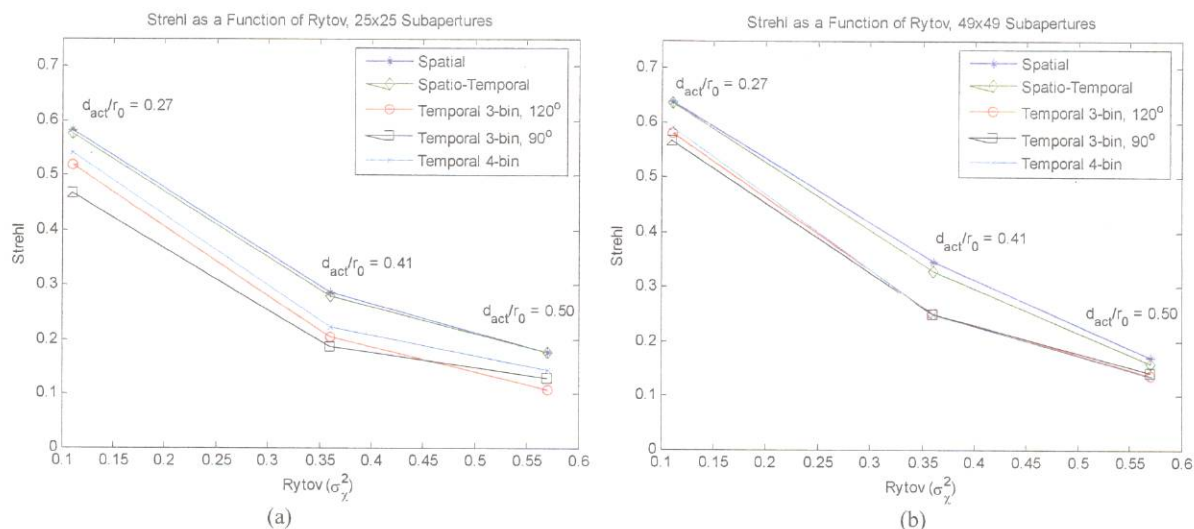 Strehl as a Function of Rytov, 25x25 Subapertures
0.7
0.6
0.5
0.4
0.3
0.2
0.1
0
Strehl
d_act/r_0 = 0.27
d_act/r_0 = 0.41
d_act/r_0 = 0.50
Spatial
Spatio-Temporal
Temporal 3-bin, 120°
Temporal 3-bin, 90°
Temporal 4-bin
0.1 0.15 0.2 0.25 0.3 0.35 0.4 0.45 0.5 0.55 0.6
Rytov (σ_χ^2)
(a)
Strehl as a Function of Rytov, 49x49 Subapertures
0.7
0.6
0.5
0.4
0.3
0.2
0.1
0
Strehl
d_act/r_0 = 0.27
d_act/r_0 = 0.41
d_act/r_0 = 0.50
Spatial
Spatio-Temporal
Temporal 3-bin, 120°
Temporal 3-bin, 90°
Temporal 4-bin
0.1 0.15 0.2 0.25 0.3 0.35 0.4 0.45 0.5 0.55 0.6
Rytov (σ_χ^2)
(b)